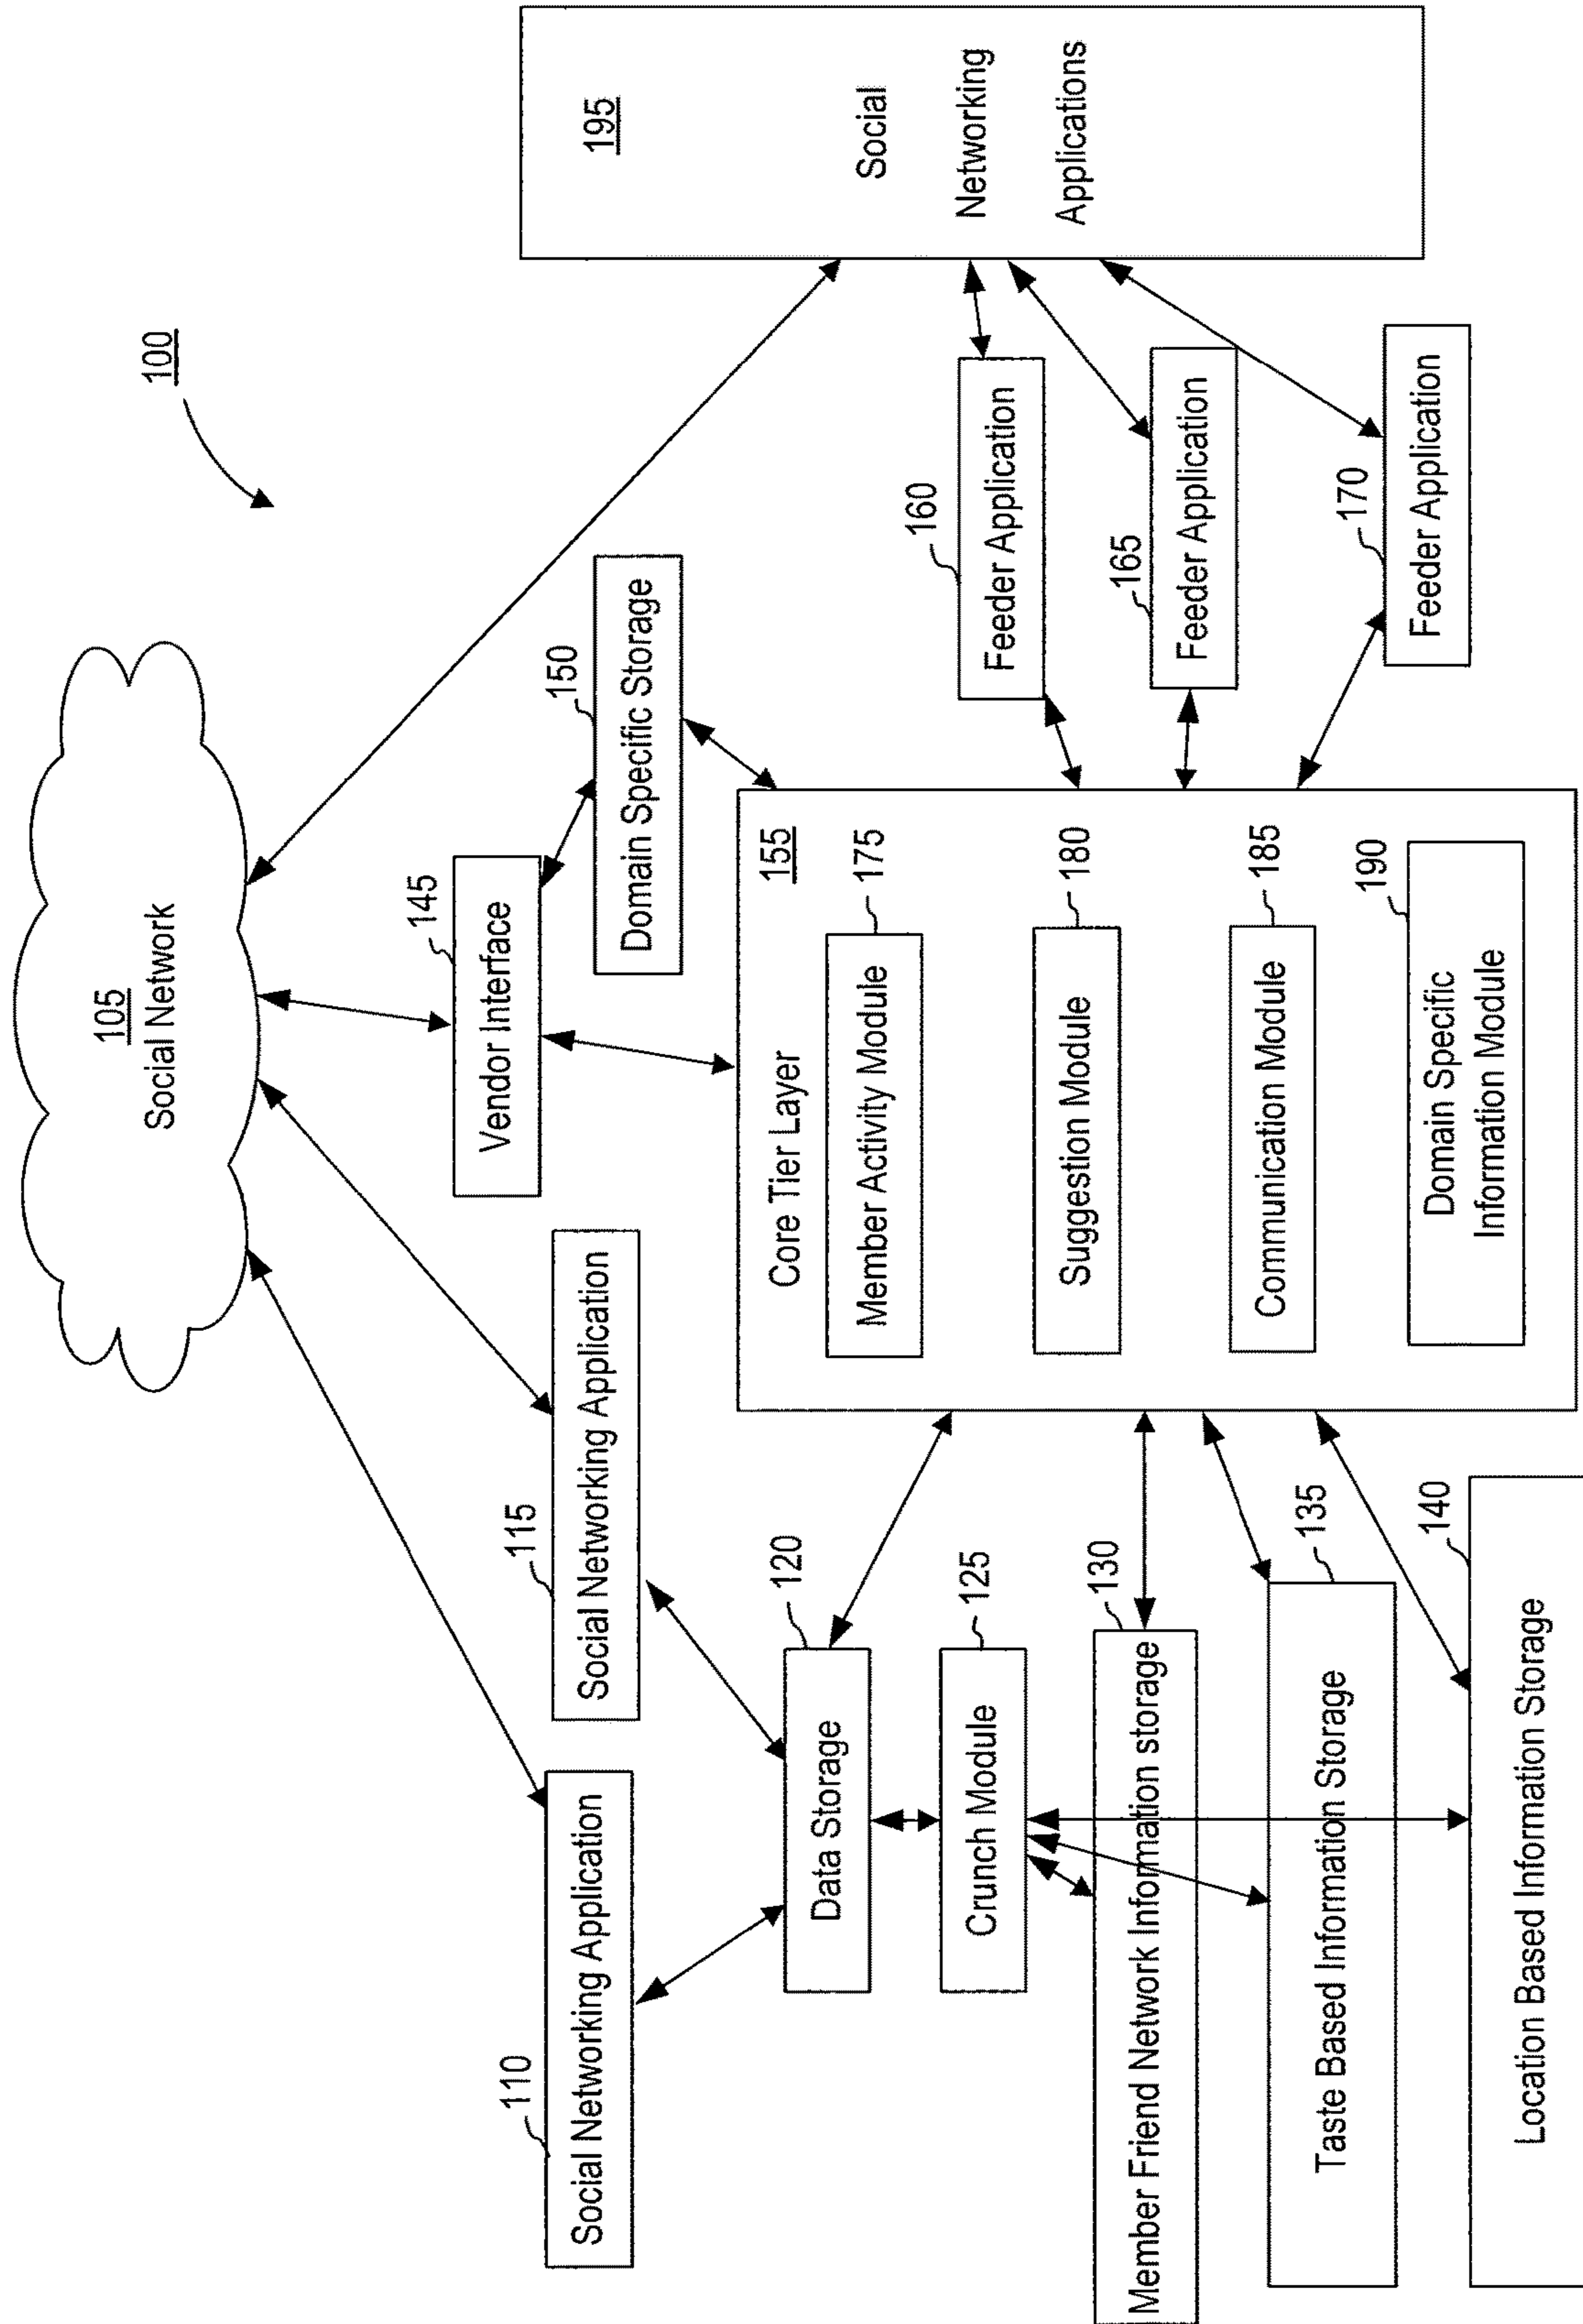 100
105
Social Network
110
Social Networking Application
115
Social Networking Application
145
Vendor Interface
150
Domain Specific Storage
195
Social
Networking
Applications
120
Data Storage
125
Crunch Module
130
Member Friend Network Information storage
135
Taste Based Information Storage
140
Location Based Information Storage
155
Core Tier Layer
Member Activity Module
175
Suggestion Module
180
Communication Module
185
190
Domain Specific
Information Module
160
Feeder Application
165
Feeder Application
170
Feeder Application